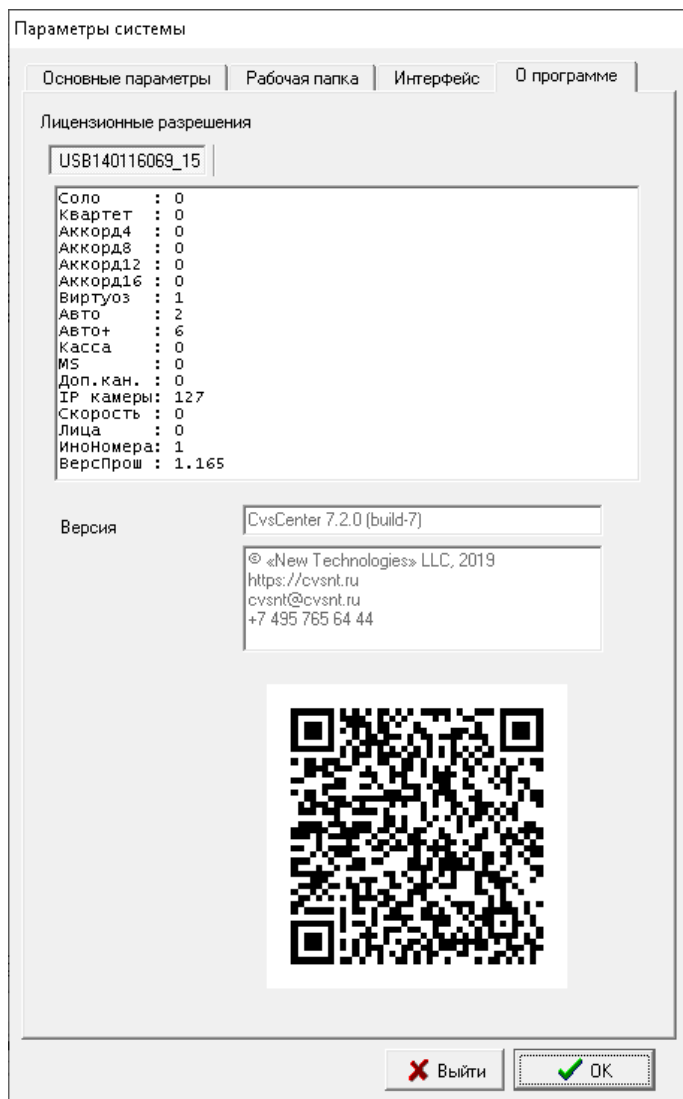 Параметры системы
Основные параметры Рабочая папка Интерфейс О программе
Лицензионные разрешения
USB140116069_15
Соло : 0
Квартет : 0
Аккорд4 : 0
Аккорд8 : 0
Аккорд12 : 0
Аккорд16 : 0
Виртуоз : 1
Авто : 2
Авто+ : 6
Касса : 0
MS : 0
Доп.кан. : 0
IP камеры: 127
Скорость : 0
Лица : 0
ИноНомера: 1
ВерсПрош : 1.165
Версия
CvsCenter 7.2.0 (build-7)
© «New Technologies» LLC, 2019
https://cvsnt.ru
cvsnt@cvsnt.ru
+7 495 765 64 44
Выйти OK